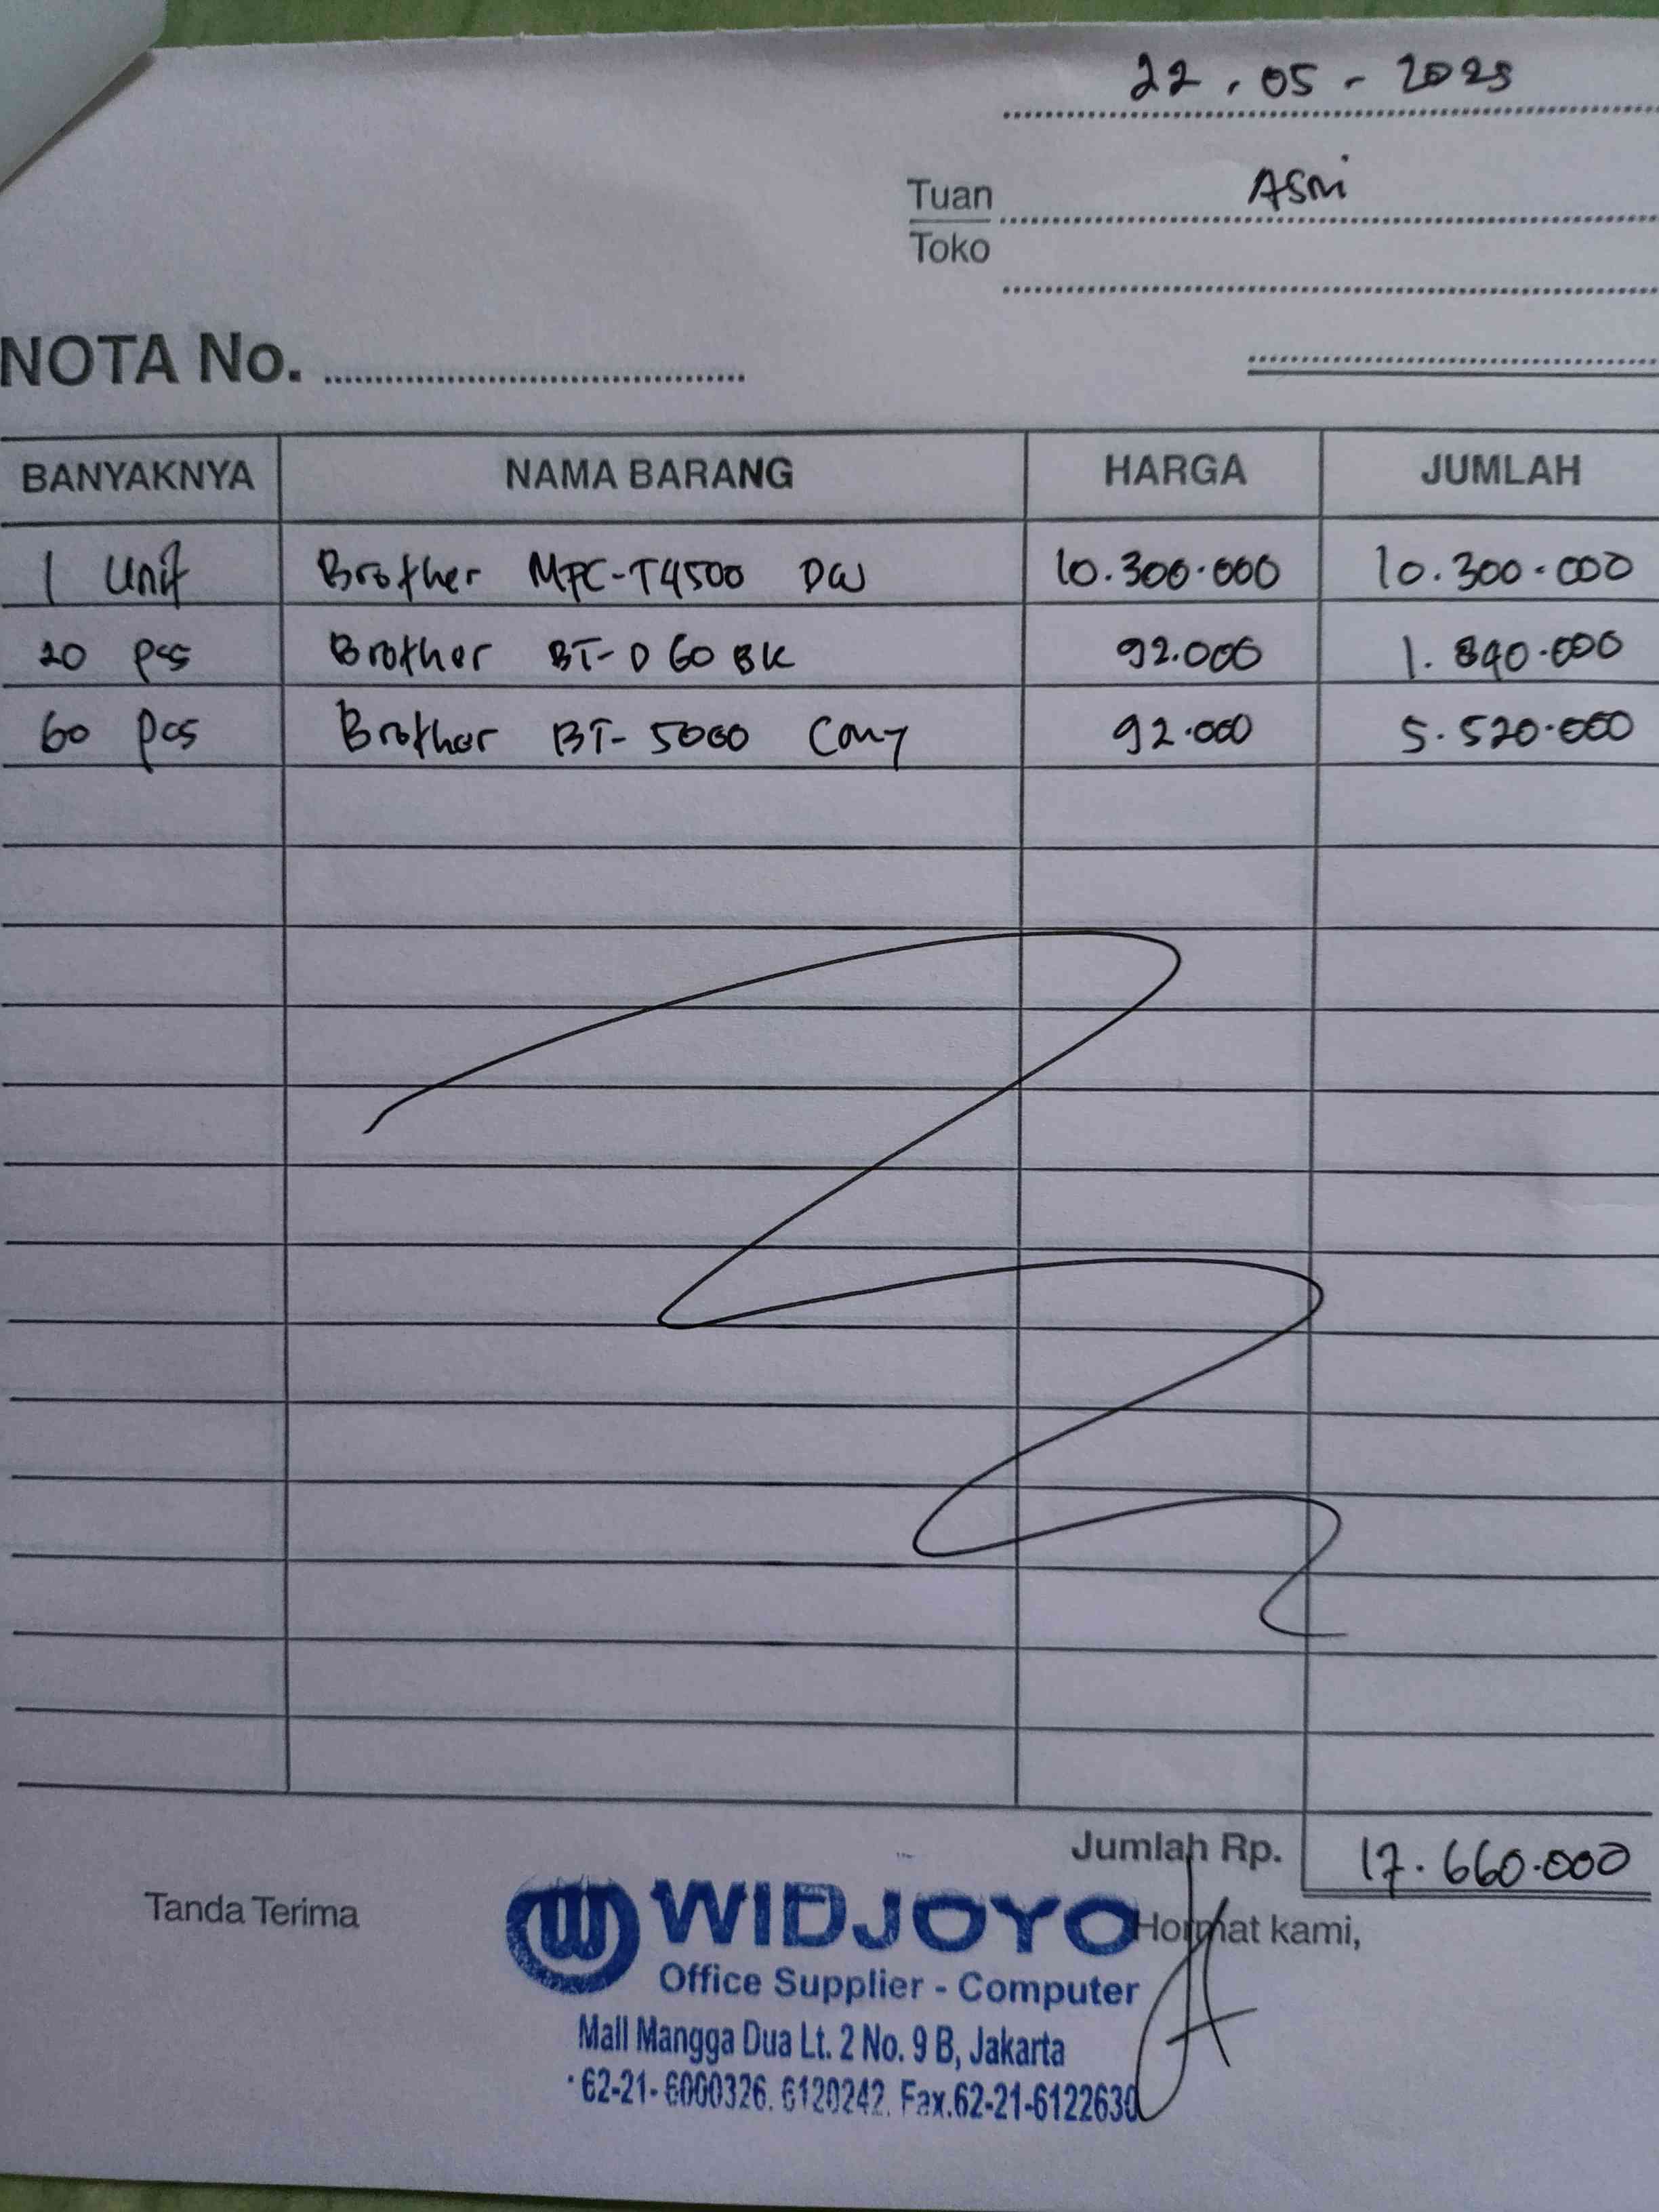 22 . 05 - 2025
Tuan Asni
Toko
NOTA No.
BANYAKNYA NAMA BARANG HARGA JUMLAH
1 Unit Brother MFC-T4500 DW 10.300.000 10.300.000
20 pcs Brother BT-D60BK 92.000 1.840.000
60 pcs Brother BT-5000 92.000 5.520.000
Jumlah Rp. 17.660.000
Tanda Terima
Hormat kami,
WIDJOYO
Office Supplier - Computer
Mall Mangga Dua Lt. 2 No. 9 B, Jakarta
62-21-6000326. 6120242. Fax.62-21-6122630